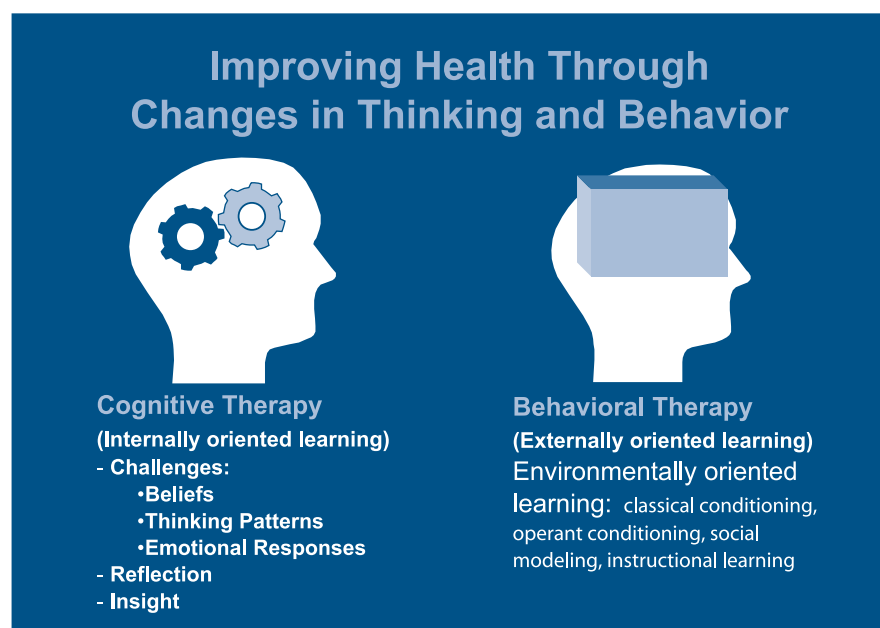 Improving Health Through
Changes in Thinking and Behavior
Cognitive Therapy
(Internally oriented learning)
- Challenges:
•Beliefs
•Thinking Patterns
•Emotional Responses
- Reflection
- Insight
Behavioral Therapy
(Externally oriented learning)
Environmentally oriented
learning: classical conditioning,
operant conditioning, social
modeling, instructional learning